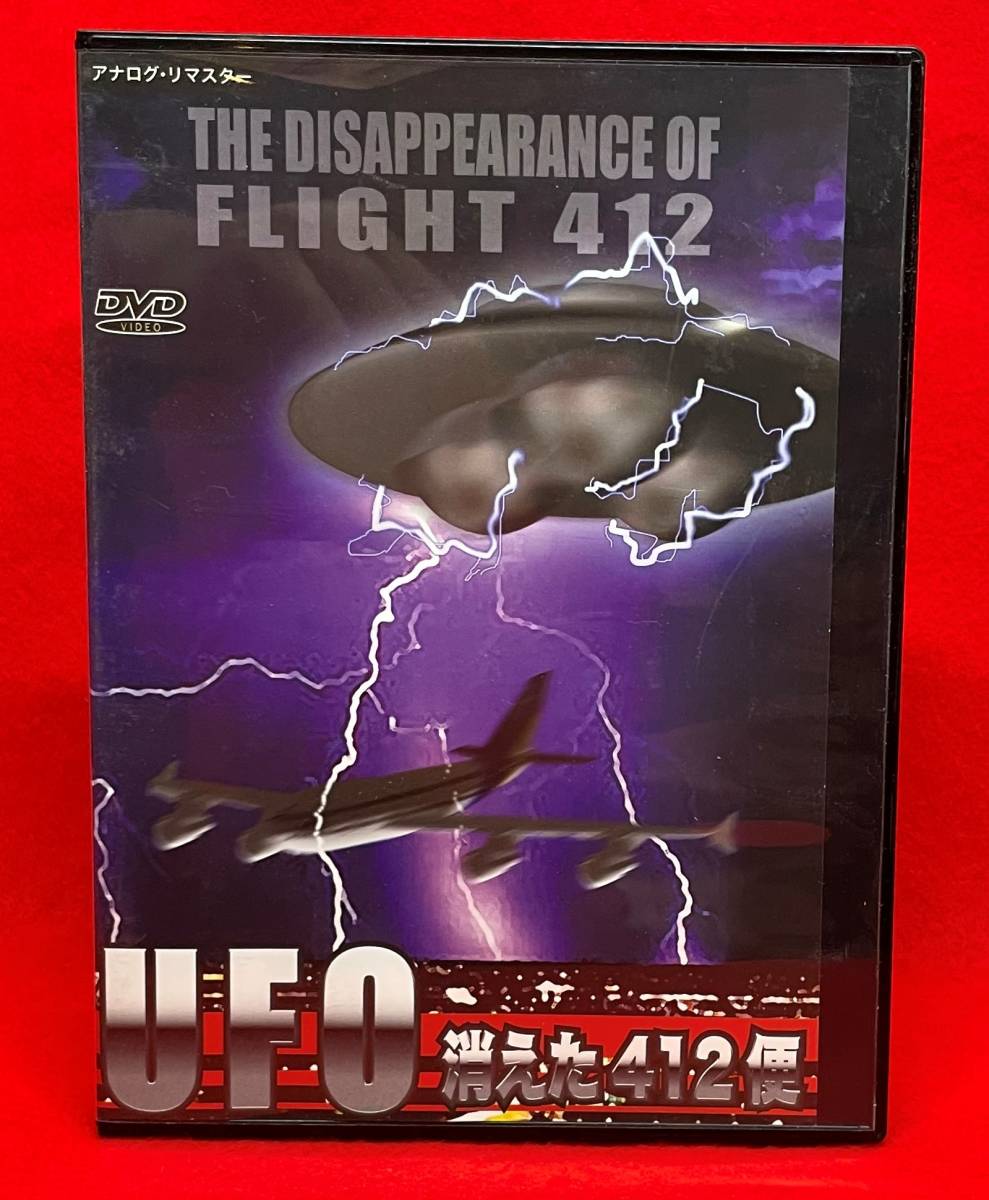 アナログ・リマスター
THE DISAPPEARANCE OF
FLIGHT 412
DVD
VIDEO
UFO
消えた412便